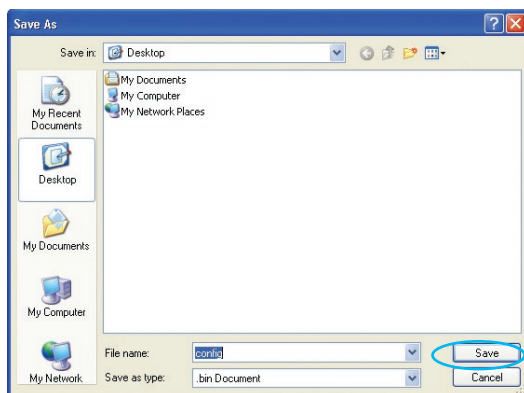 Save As
Save in:
Desktop
My Documents
My Computer
My Network Places
My Recent
Documents
Desktop
My Documents
My Computer
My Network
File name:
config
Save
Save as type:
.bin Document
Cancel